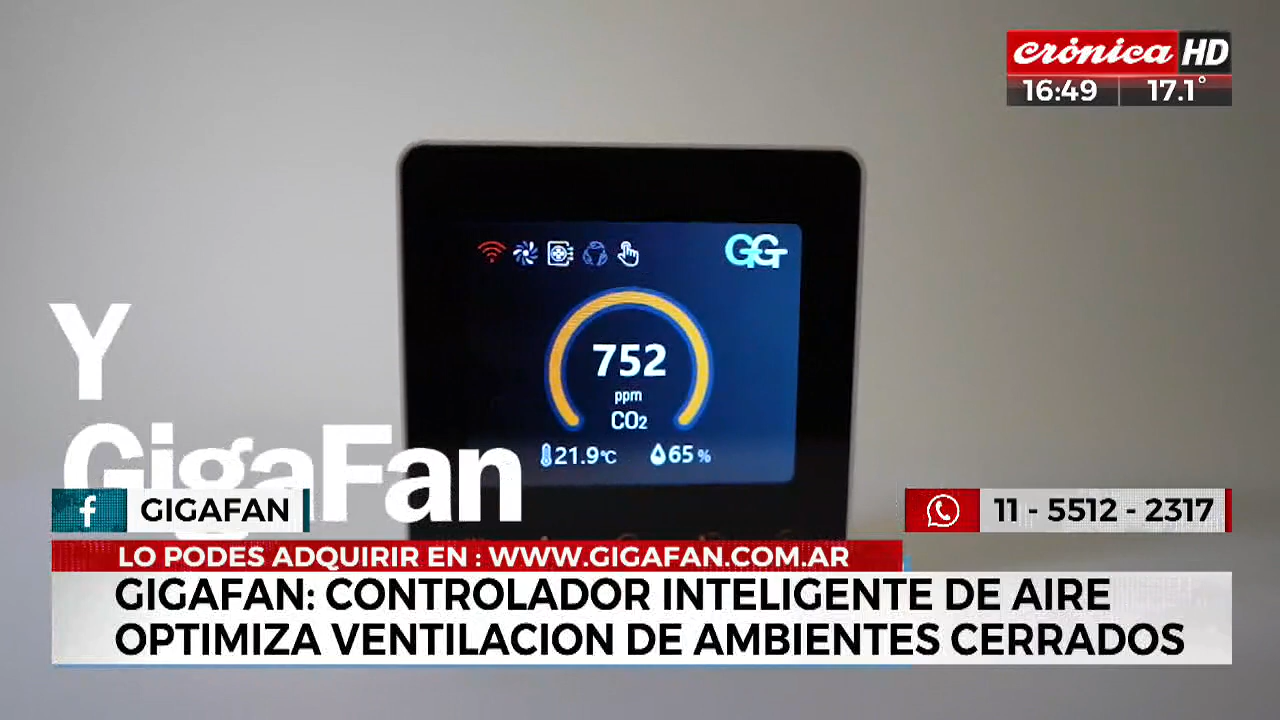 crónica HD
16:49 17.1°
GG
752
ppm
CO₂
21.9°C 65 %
Y
GigaFan
GIGAFAN
11 - 5512 - 2317
LO PODES ADQUIRIR EN : WWW.GIGAFAN.COM.AR
GIGAFAN: CONTROLADOR INTELIGENTE DE AIRE
OPTIMIZA VENTILACION DE AMBIENTES CERRADOS